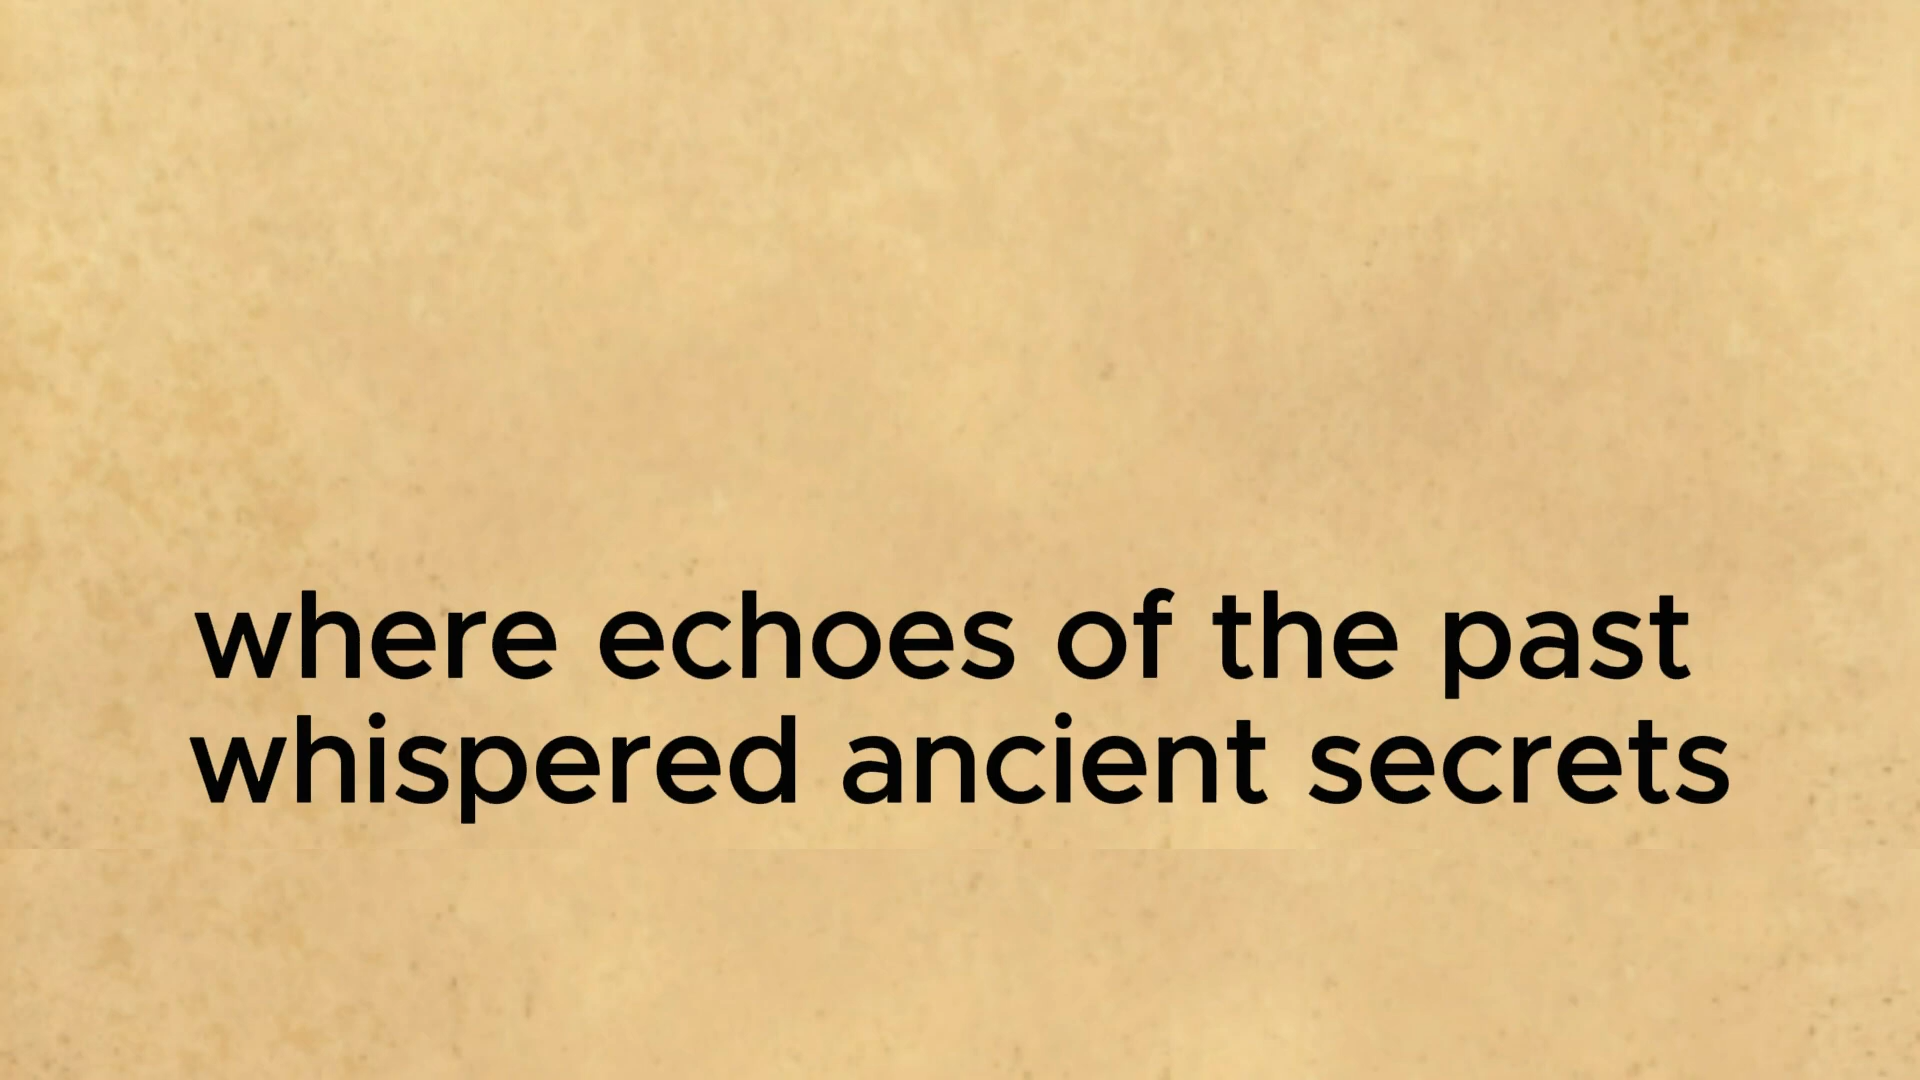 where echoes of the past
whispered ancient secrets